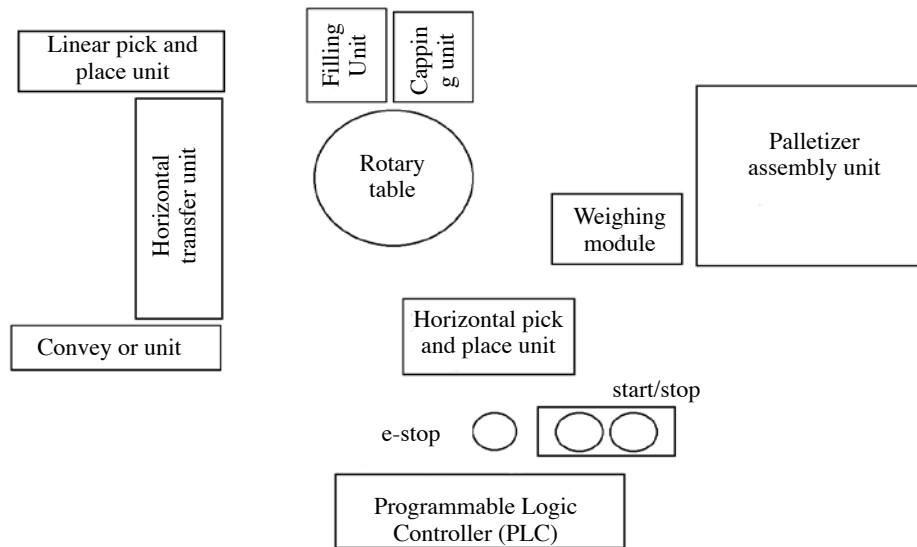 Linear pick and
place unit
Filling
Unit
Cappin
g unit
Palletizer
assembly unit
Horizontal
transfer unit
Rotary
table
Weighing
module
Convey or unit
Horizontal pick
and place unit
start/stop
e-stop
Programmable Logic
Controller (PLC)